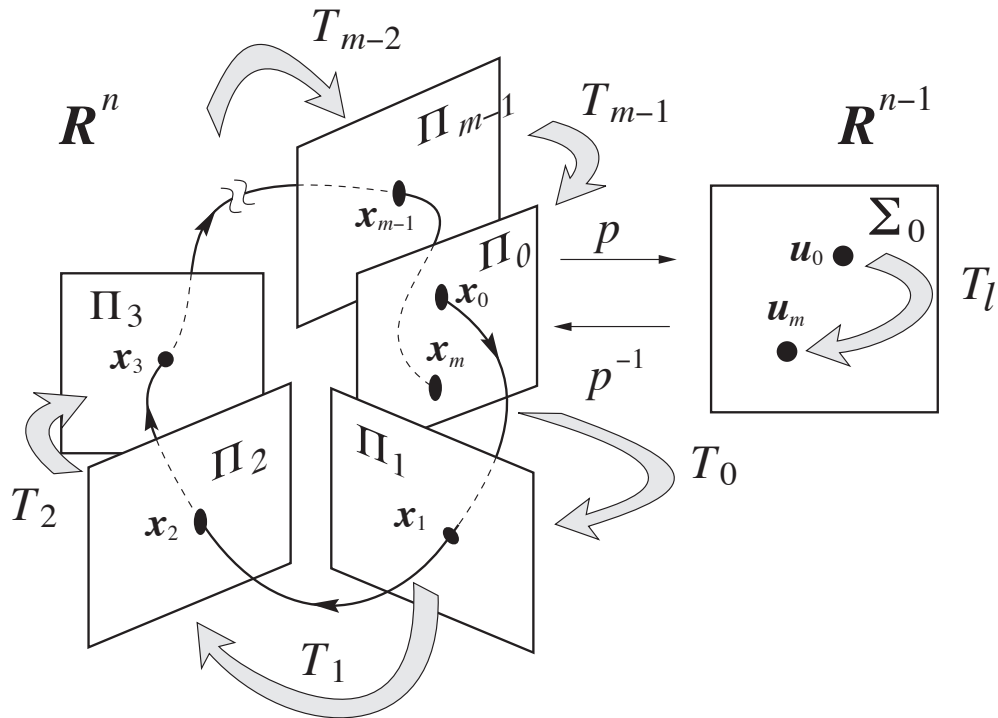 T_{m−2}
R^n
Π_{m−1}
T_{m−1}
R^{n−1}
x_{m−1}
Π_0
p
Σ_0
u_0
x_0
T_l
Π_3
u_m
x_3
x_m
p^{−1}
Π_2
Π_1
T_0
T_2
x_2
x_1
T_1